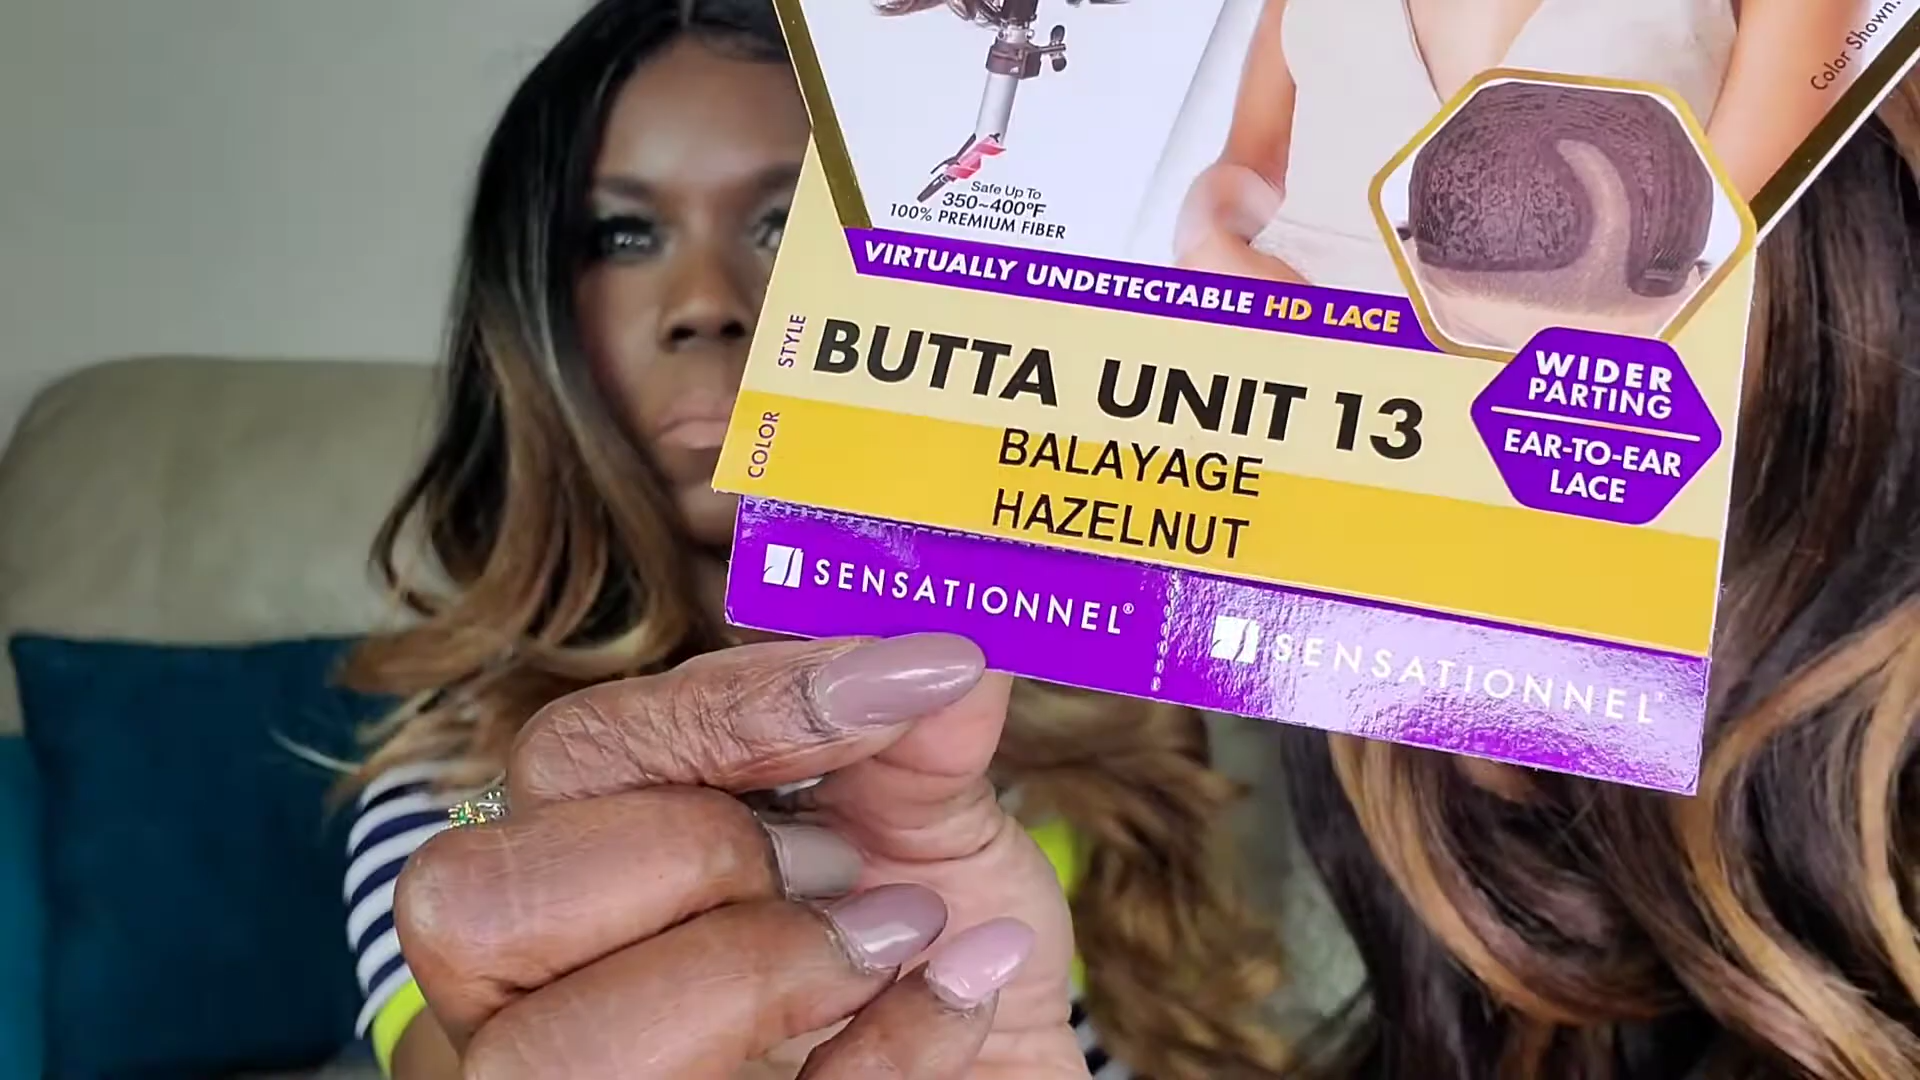 Color Shown:
Safe Up To
350~400°F
100% PREMIUM FIBER
VIRTUALLY UNDETECTABLE HD LACE
STYLE
BUTTA UNIT 13
COLOR
BALAYAGE
HAZELNUT
WIDER
PARTING
EAR-TO-EAR
LACE
SENSATIONNEL®
SENSATIONNEL